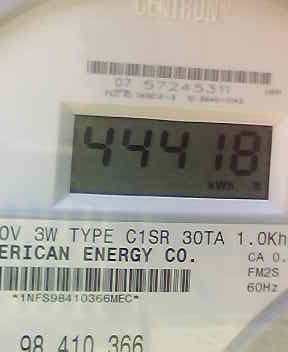 CENTRON
07 57245311
44418
kWh
0V 3W TYPE C1SR 30TA 1.0Kh
ERICAN ENERGY CO.
CA 0.
FM2S
*1NFS98410366MEC*
60Hz
98 410 366